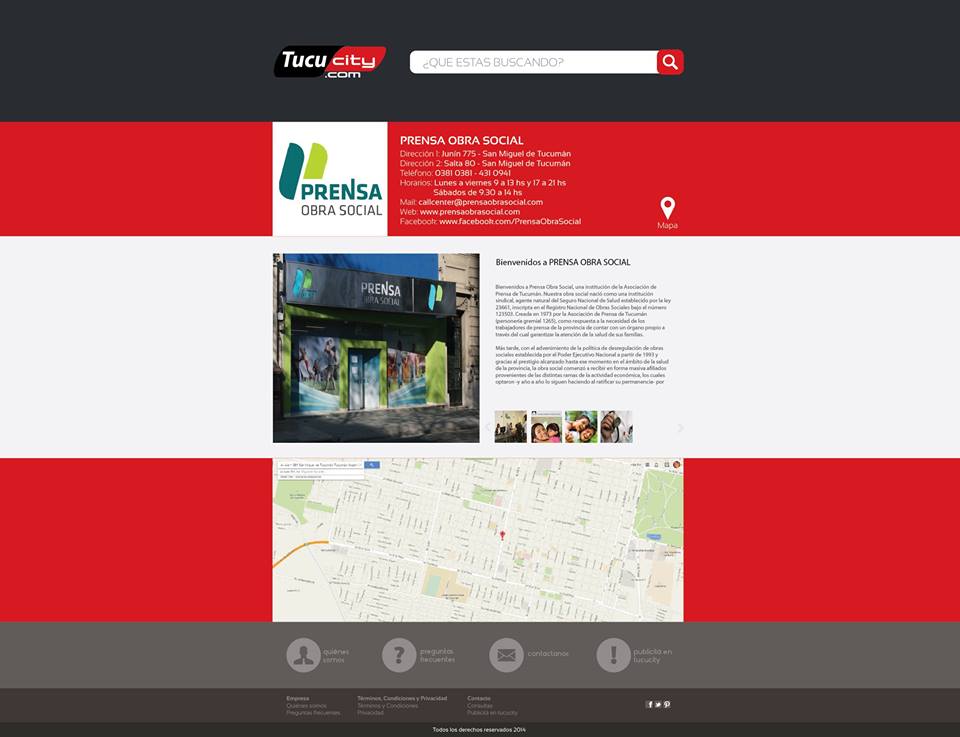 Tucu city
.com
¿QUE ESTAS BUSCANDO?
PRENSA
OBRA SOCIAL
PRENSA OBRA SOCIAL
Dirección 1: Junín 775 - San Miguel de Tucumán
Dirección 2: Salta 80 - San Miguel de Tucumán
Teléfono: 0381 0381 - 431 0941
Horarios: Lunes a viernes 9 a 13 hs y 17 a 21 hs
Sábados de 9.30 a 14 hs
Mail: callcenter@prensaobrasocial.com
Web: www.prensaobrasocial.com
Facebook: www.facebook.com/PrensaObraSocial
Mapa
PRENSA
OBRA SOCIAL
Bienvenidos a PRENSA OBRA SOCIAL
Bienvenidos a Prensa Obra Social, una institución de la Asociación de
Prensa de Tucumán. Nuestra obra social nació como una institución
sindical, agente natural del Seguro Nacional de Salud establecido por la ley
23661, inscripta en el Registro Nacional de Obras Sociales bajo el número
123503. Creada en 1973 por la Asociación de Prensa de Tucumán
(personería gremial 1265), como respuesta a la necesidad de los
trabajadores de prensa de la provincia de contar con un órgano propio a
través del cual garantizar la atención de la salud de sus familias.
Más tarde, con el advenimiento de la política de desregulación de obras
sociales establecida por el Poder Ejecutivo Nacional a partir de 1993 y
gracias al prestigio alcanzado hasta ese momento en el ámbito de la salud
de la provincia, la obra social comenzó a recibir en forma masiva afiliados
provenientes de las distintas ramas de la actividad económica, los cuales
optaron -y año a año lo siguen haciendo al ratificar su permanencia- por
quiénes
somos
preguntas
frecuentes
contactanos
publicitá en
tucucity
Empresa
Quiénes somos
Preguntas frecuenes
Términos, Condiciones y Privacidad
Términos y Condiciones
Privacidad
Contacto
Consultas
Publicitá en tucucity
Todos los derechos reservados 2014